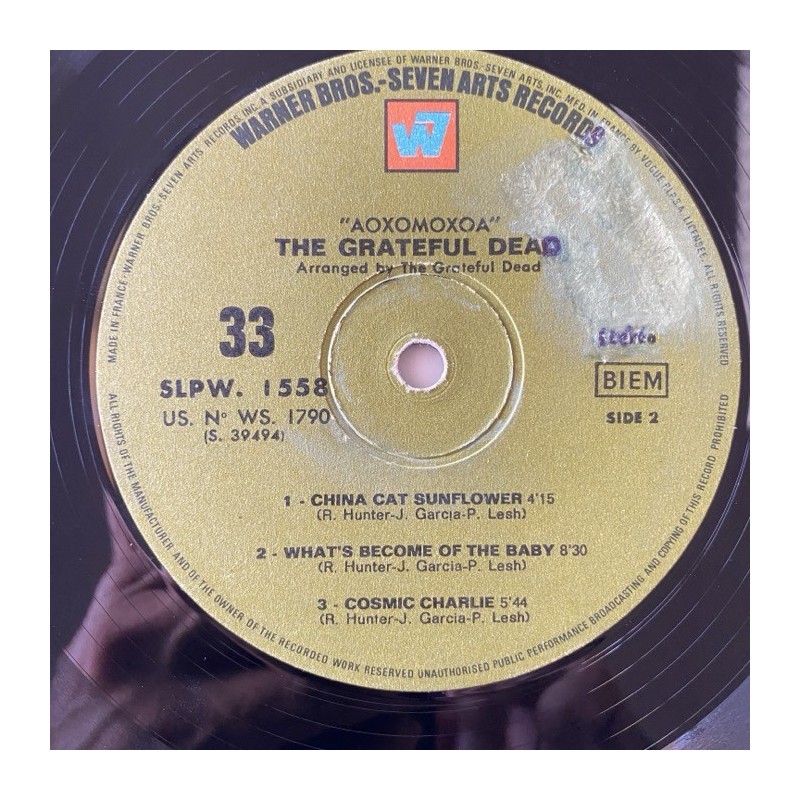 WARNER BROS.-SEVEN ARTS RECORDS, INC. A SUBSIDIARY AND LICENSEE OF WARNER BROS.-SEVEN ARTS, INC. MFD. IN FRANCE BY VOGUE P.I.P. S.A. LICENSEE. ALL RIGHTS RESERVED
WARNER BROS.-SEVEN ARTS RECORDS
W7
"AOXOMOXOA"
THE GRATEFUL DEAD
Arranged by The Grateful Dead
33
Stereo
SLPW. 1558
BIEM
US. N° WS. 1790
SIDE 2
(S. 39494)
1 - CHINA CAT SUNFLOWER 4'15
(R. Hunter-J. Garcia-P. Lesh)
2 - WHAT'S BECOME OF THE BABY 8'30
(R. Hunter-J. Garcia-P. Lesh)
3 - COSMIC CHARLIE 5'44
(R. Hunter-J. Garcia-P. Lesh)
MADE IN FRANCE
ALL RIGHTS OF THE MANUFACTURER AND OF THE OWNER OF THE RECORDED WORK RESERVED UNAUTHORISED PUBLIC PERFORMANCE BROADCASTING AND COPYING OF THIS RECORD PROHIBITED